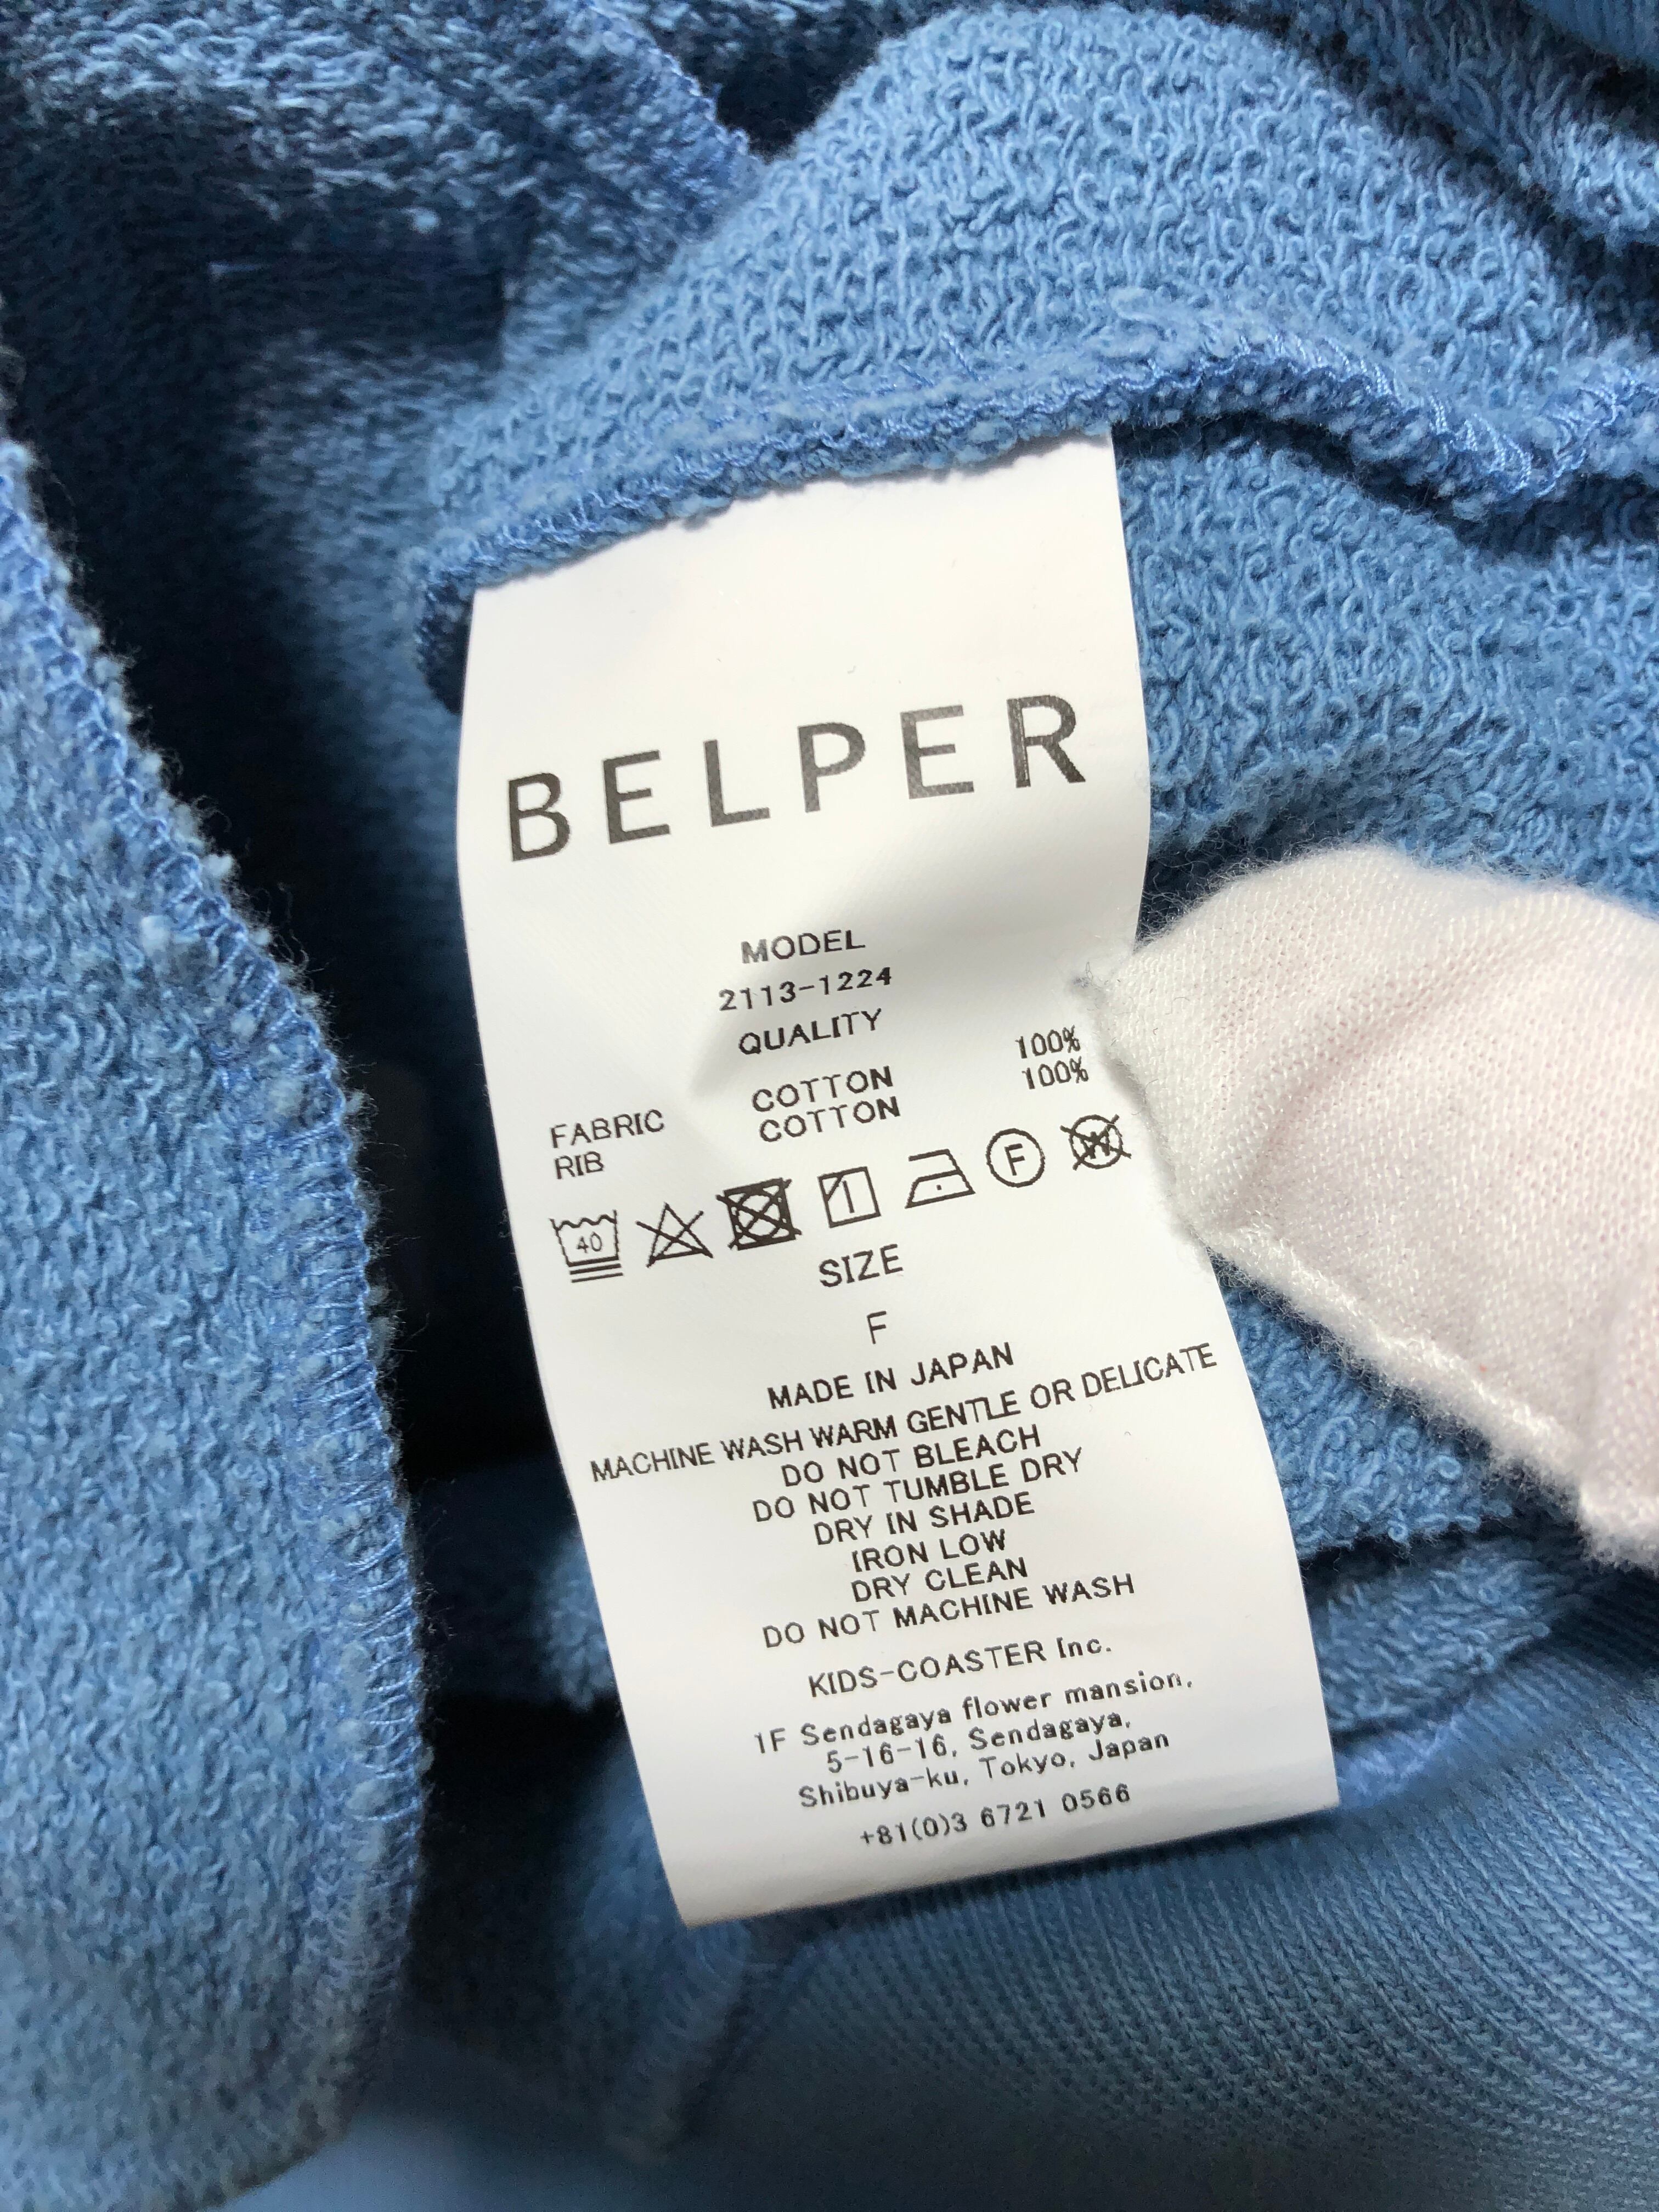 BELPER
MODEL
2113-1224
QUALITY
FABRIC COTTON 100%
RIB COTTON 100%
40 F W
SIZE
F
MADE IN JAPAN
MACHINE WASH WARM GENTLE OR DELICATE
DO NOT BLEACH
DO NOT TUMBLE DRY
DRY IN SHADE
IRON LOW
DRY CLEAN
DO NOT MACHINE WASH
KIDS-COASTER Inc.
1F Sendagaya flower mansion,
5-16-16, Sendagaya,
Shibuya-ku, Tokyo, Japan
+81(0)3 6721 0566